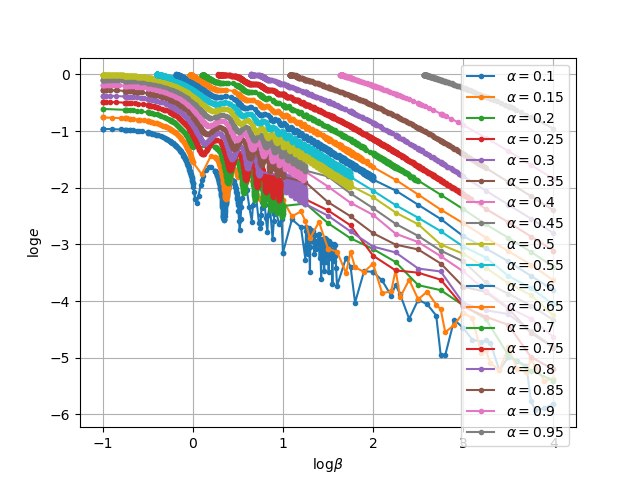 0
−1
−2
−3
−4
−5
−6
loge
−1
0
1
2
3
4
logβ
α = 0.1
α = 0.15
α = 0.2
α = 0.25
α = 0.3
α = 0.35
α = 0.4
α = 0.45
α = 0.5
α = 0.55
α = 0.6
α = 0.65
α = 0.7
α = 0.75
α = 0.8
α = 0.85
α = 0.9
α = 0.95